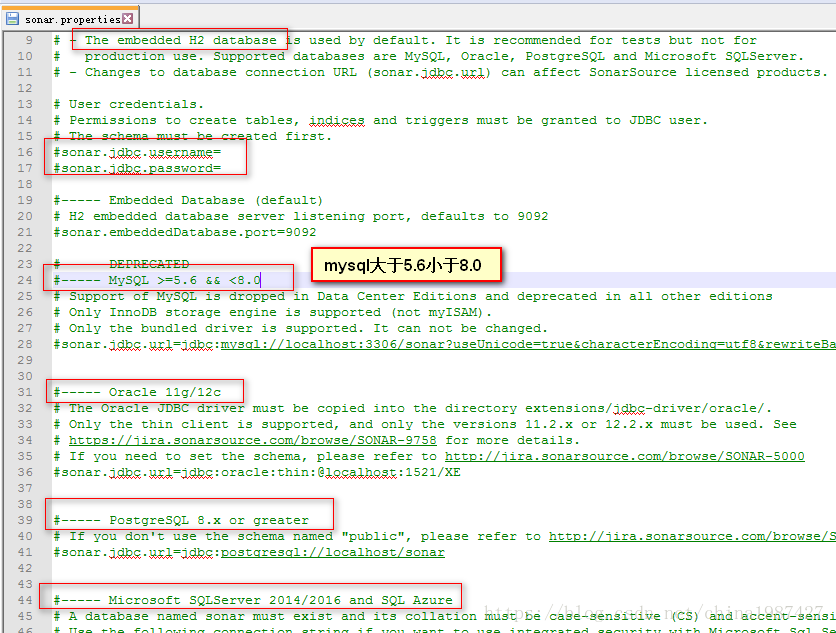 sonar.properties
9 # - The embedded H2 database is used by default. It is recommended for tests but not for
10 #   production use. Supported databases are MySQL, Oracle, PostgreSQL and Microsoft SQLServer.
11 # - Changes to database connection URL (sonar.jdbc.url) can affect SonarSource licensed products.
12
13 # User credentials.
14 # Permissions to create tables, indices and triggers must be granted to JDBC user.
15 # The schema must be created first.
16 #sonar.jdbc.username=
17 #sonar.jdbc.password=
18
19 #----- Embedded Database (default)
20 # H2 embedded database server listening port, defaults to 9092
21 #sonar.embeddedDatabase.port=9092
22
23 #      DEPRECATED
mysql大于5.6小于8.0
24 #----- MySQL >=5.6 && <8.0
25 # Support of MySQL is dropped in Data Center Editions and deprecated in all other editions
26 # Only InnoDB storage engine is supported (not myISAM).
27 # Only the bundled driver is supported. It can not be changed.
28 #sonar.jdbc.url=jdbc:mysql://localhost:3306/sonar?useUnicode=true&characterEncoding=utf8&rewriteBa
29
30
31 #----- Oracle 11g/12c
32 # The Oracle JDBC driver must be copied into the directory extensions/jdbc-driver/oracle/.
33 # Only the thin client is supported, and only the versions 11.2.x or 12.2.x must be used. See
34 # https://jira.sonarsource.com/browse/SONAR-9758 for more details.
35 # If you need to set the schema, please refer to http://jira.sonarsource.com/browse/SONAR-5000
36 #sonar.jdbc.url=jdbc:oracle:thin:@localhost:1521/XE
37
38
39 #----- PostgreSQL 8.x or greater
40 # If you don't use the schema named "public", please refer to http://jira.sonarsource.com/browse/S
41 #sonar.jdbc.url=jdbc:postgresql://localhost/sonar
42
43
44 #----- Microsoft SQLServer 2014/2016 and SQL Azure
45 # A database named sonar must exist and its collation must be case-sensitive (CS) and accent-sensi
46 # Use the following connection string if you want to use integrated security with Microsoft Sql S